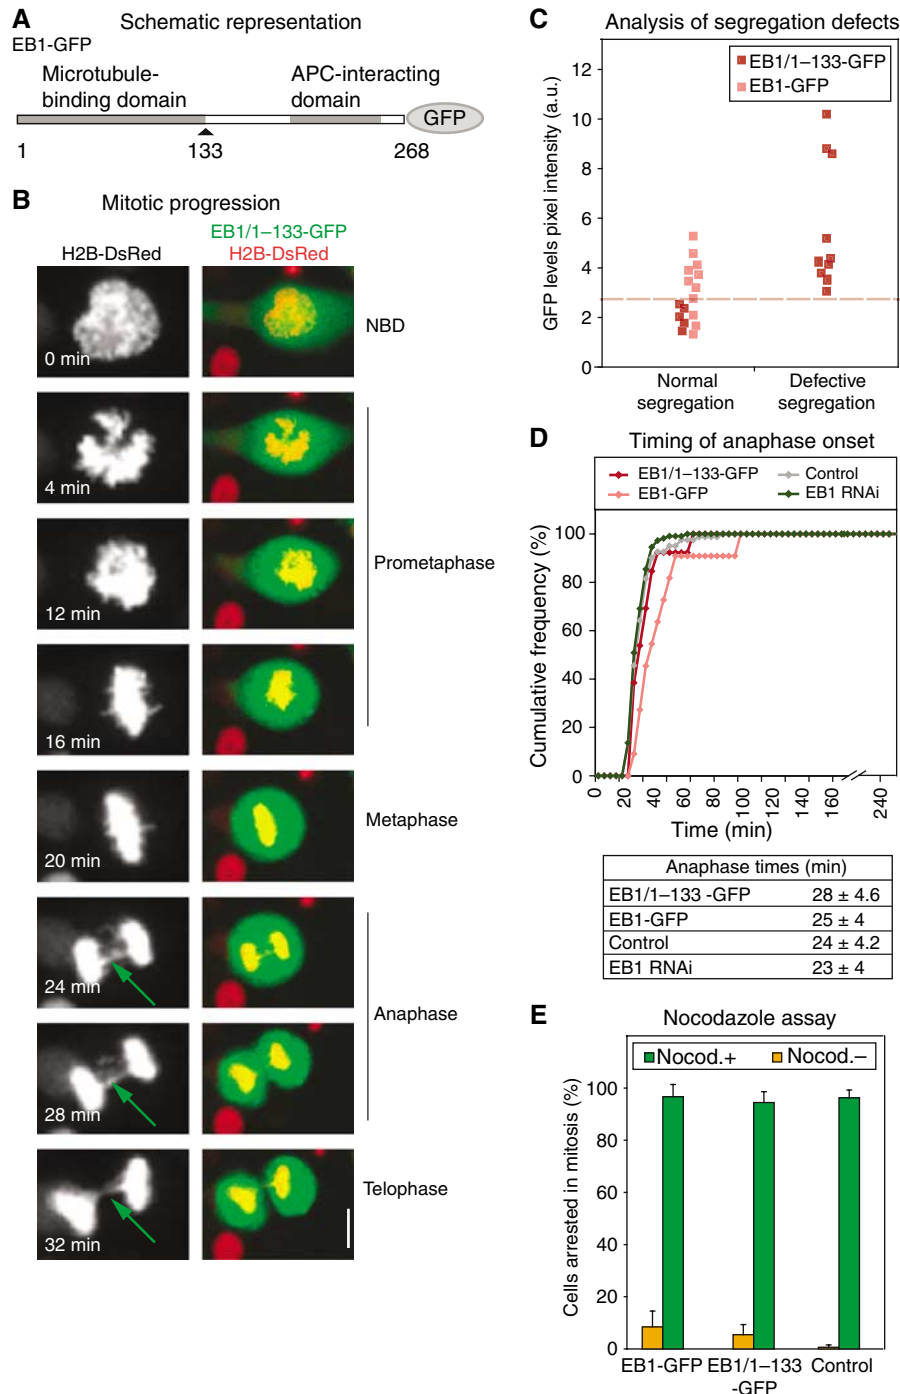 A
Schematic representation
EB1-GFP
Microtubule-
binding domain
APC-interacting
domain
GFP
1
133
268
B
Mitotic progression
H2B-DsRed
EB1/1–133-GFP
H2B-DsRed
0 min
NBD
4 min
12 min
Prometaphase
16 min
20 min
Metaphase
24 min
28 min
Anaphase
32 min
Telophase
C
Analysis of segregation defects
GFP levels pixel intensity (a.u.)
12
10
8
6
4
2
0
EB1/1–133-GFP
EB1-GFP
Normal
segregation
Defective
segregation
D
Timing of anaphase onset
EB1/1–133-GFP
EB1-GFP
Control
EB1 RNAi
Cumulative frequency (%)
100
80
60
40
20
0
0
20
40
60
80
100
120
140
160
240
Time (min)
Anaphase times (min)
EB1/1–133 -GFP 28 ± 4.6
EB1-GFP 25 ± 4
Control 24 ± 4.2
EB1 RNAi 23 ± 4
E
Nocodazole assay
Nocod.+
Nocod.–
Cells arrested in mitosis (%)
100
80
60
40
20
0
EB1-GFP
EB1/1–133
-GFP
Control